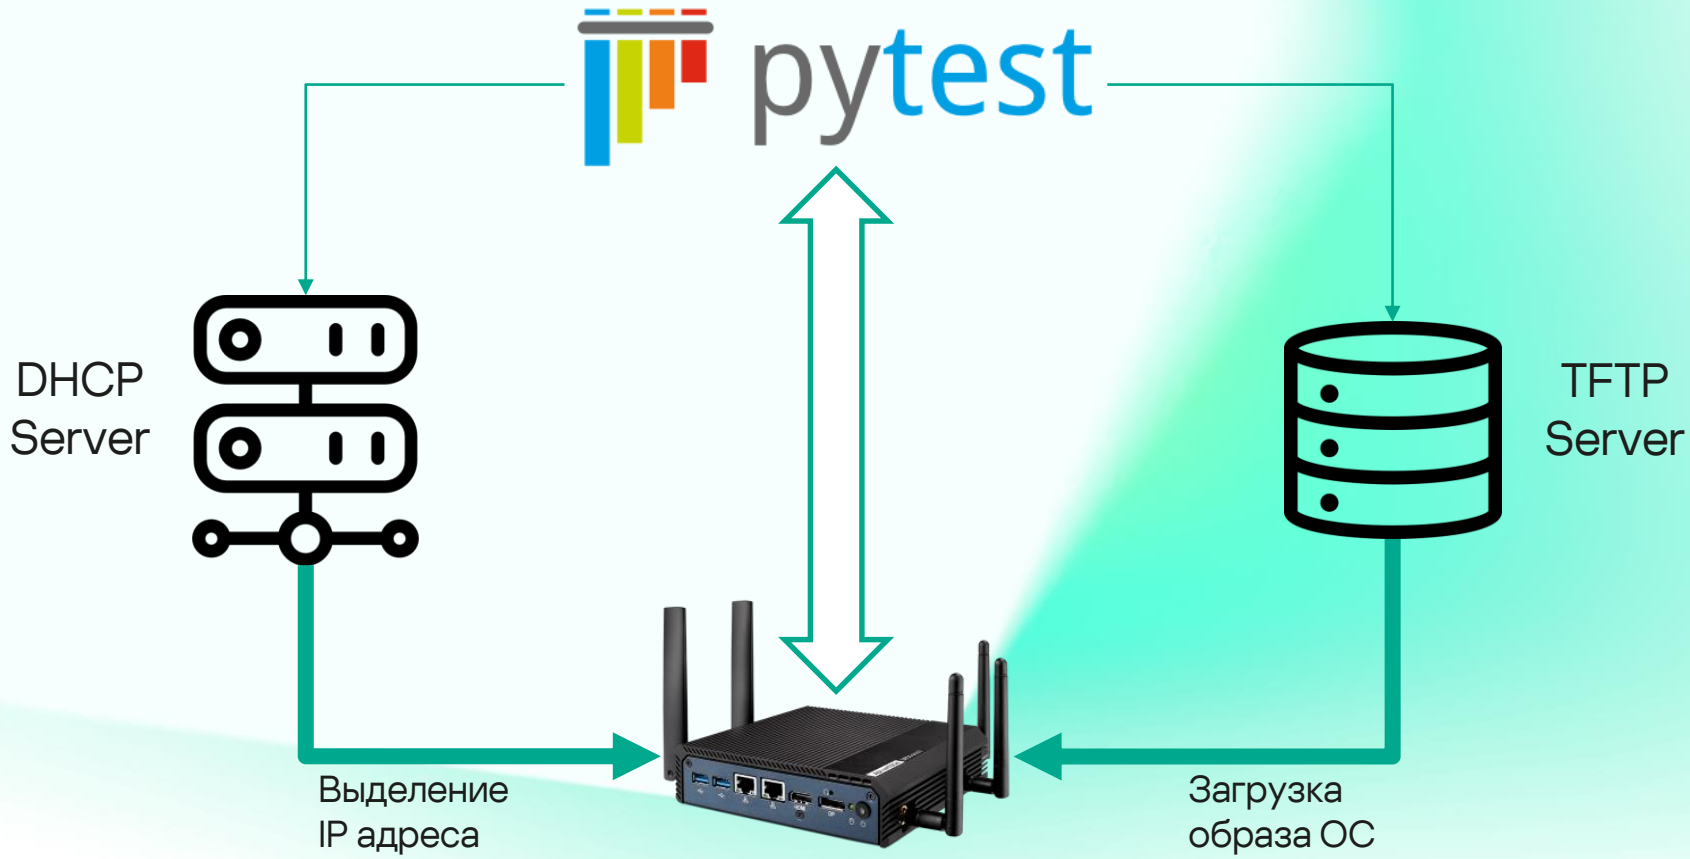 pytest
DHCP
Server
TFTP
Server
Выделение
IP адреса
Загрузка
образа ОС